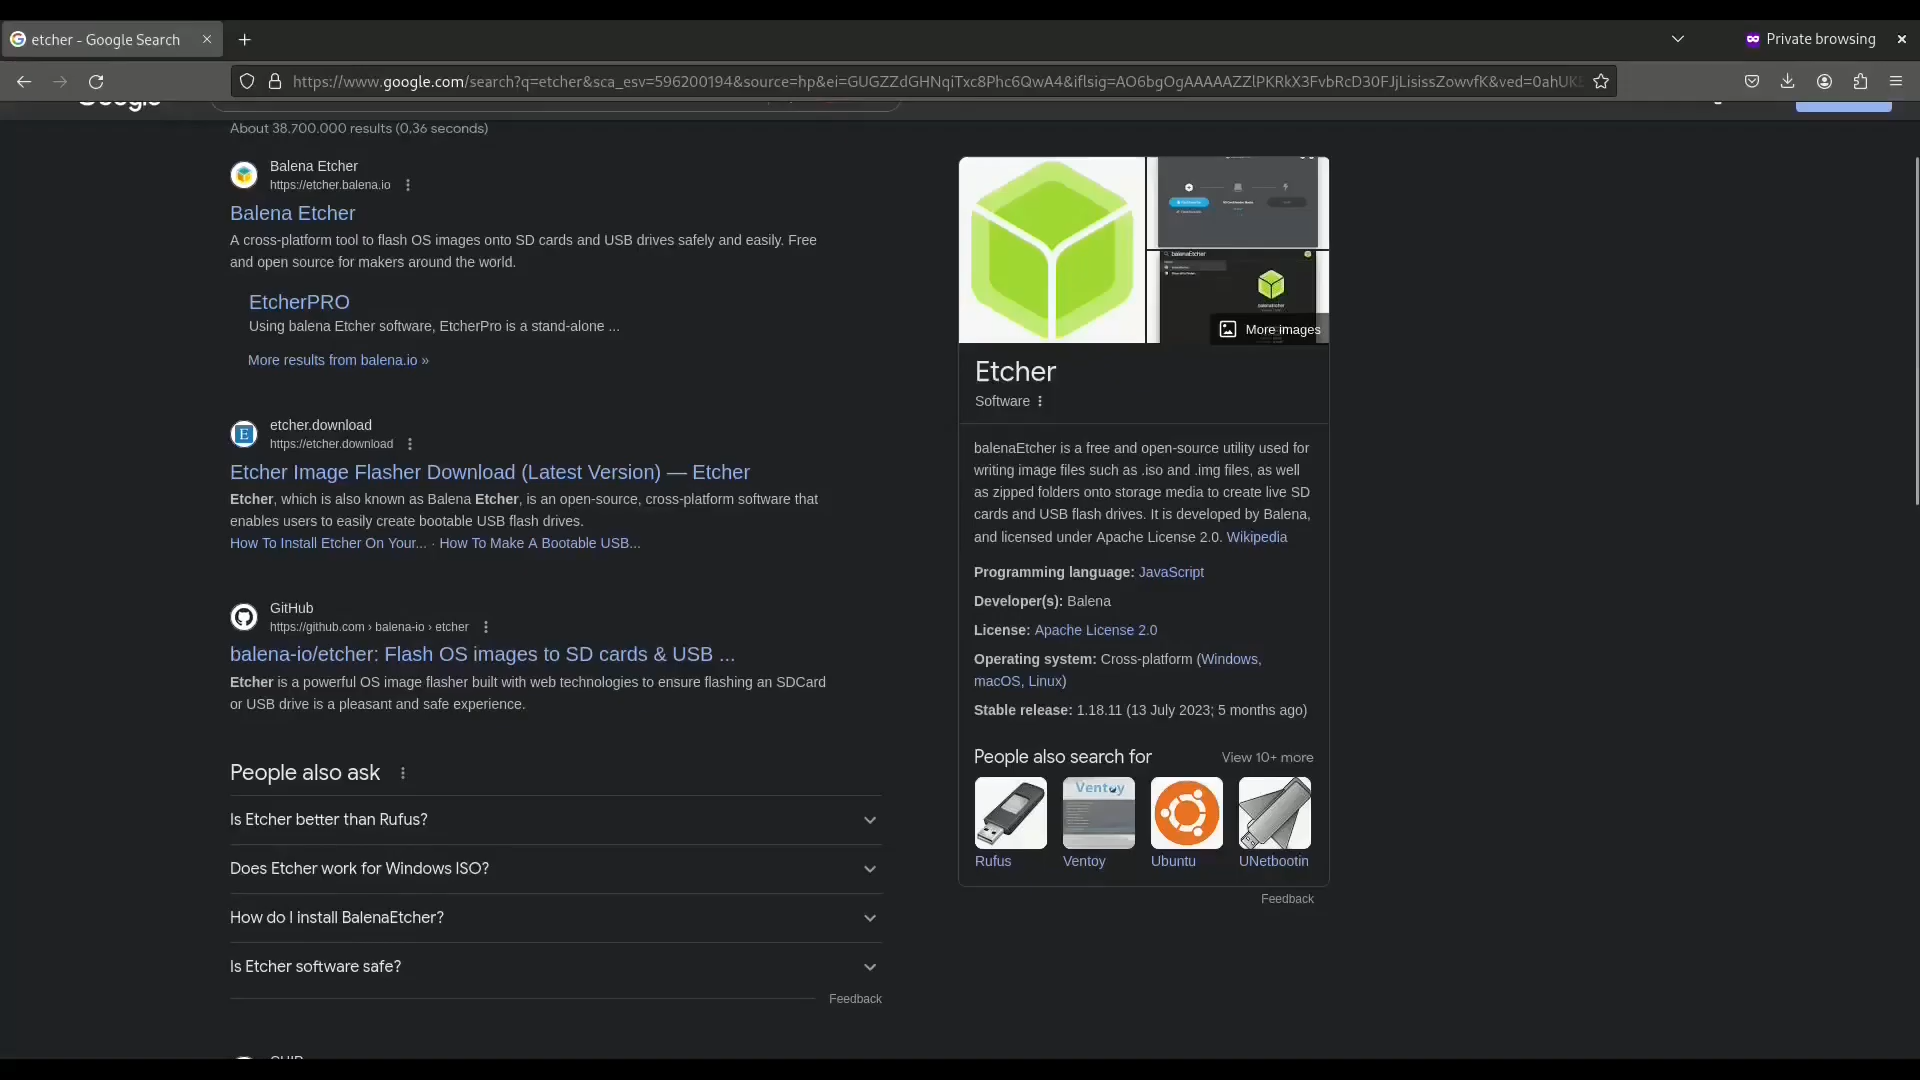 etcher - Google Search
Private browsing
https://www.google.com/search?q=etcher&sca_esv=596200194&source=hp&ei=GUGZZdGHNqiTxc8Phc6QwA4&iflsig=AO6bgOgAAAAAZZlPKRkX3FvbRcD30FJjLisissZowvfK&ved=0ahUKE
Google
About 38.700.000 results (0,36 seconds)
Balena Etcher
https://etcher.balena.io
Balena Etcher
A cross-platform tool to flash OS images onto SD cards and USB drives safely and easily. Free
and open source for makers around the world.
EtcherPRO
Using balena Etcher software, EtcherPro is a stand-alone ...
More results from balena.io »
etcher.download
https://etcher.download
Etcher Image Flasher Download (Latest Version) — Etcher
Etcher, which is also known as Balena Etcher, is an open-source, cross-platform software that
enables users to easily create bootable USB flash drives.
How To Install Etcher On Your... · How To Make A Bootable USB...
GitHub
https://github.com › balena-io › etcher
balena-io/etcher: Flash OS images to SD cards & USB ...
Etcher is a powerful OS image flasher built with web technologies to ensure flashing an SDCard
or USB drive is a pleasant and safe experience.
People also ask
Is Etcher better than Rufus?
Does Etcher work for Windows ISO?
How do I install BalenaEtcher?
Is Etcher software safe?
Feedback
balenaEtcher
More images
Etcher
Software
balenaEtcher is a free and open-source utility used for
writing image files such as .iso and .img files, as well
as zipped folders onto storage media to create live SD
cards and USB flash drives. It is developed by Balena,
and licensed under Apache License 2.0. Wikipedia
Programming language: JavaScript
Developer(s): Balena
License: Apache License 2.0
Operating system: Cross-platform (Windows,
macOS, Linux)
Stable release: 1.18.11 (13 July 2023; 5 months ago)
People also search for
View 10+ more
Ventoy
Rufus
Ventoy
Ubuntu
UNetbootin
Feedback